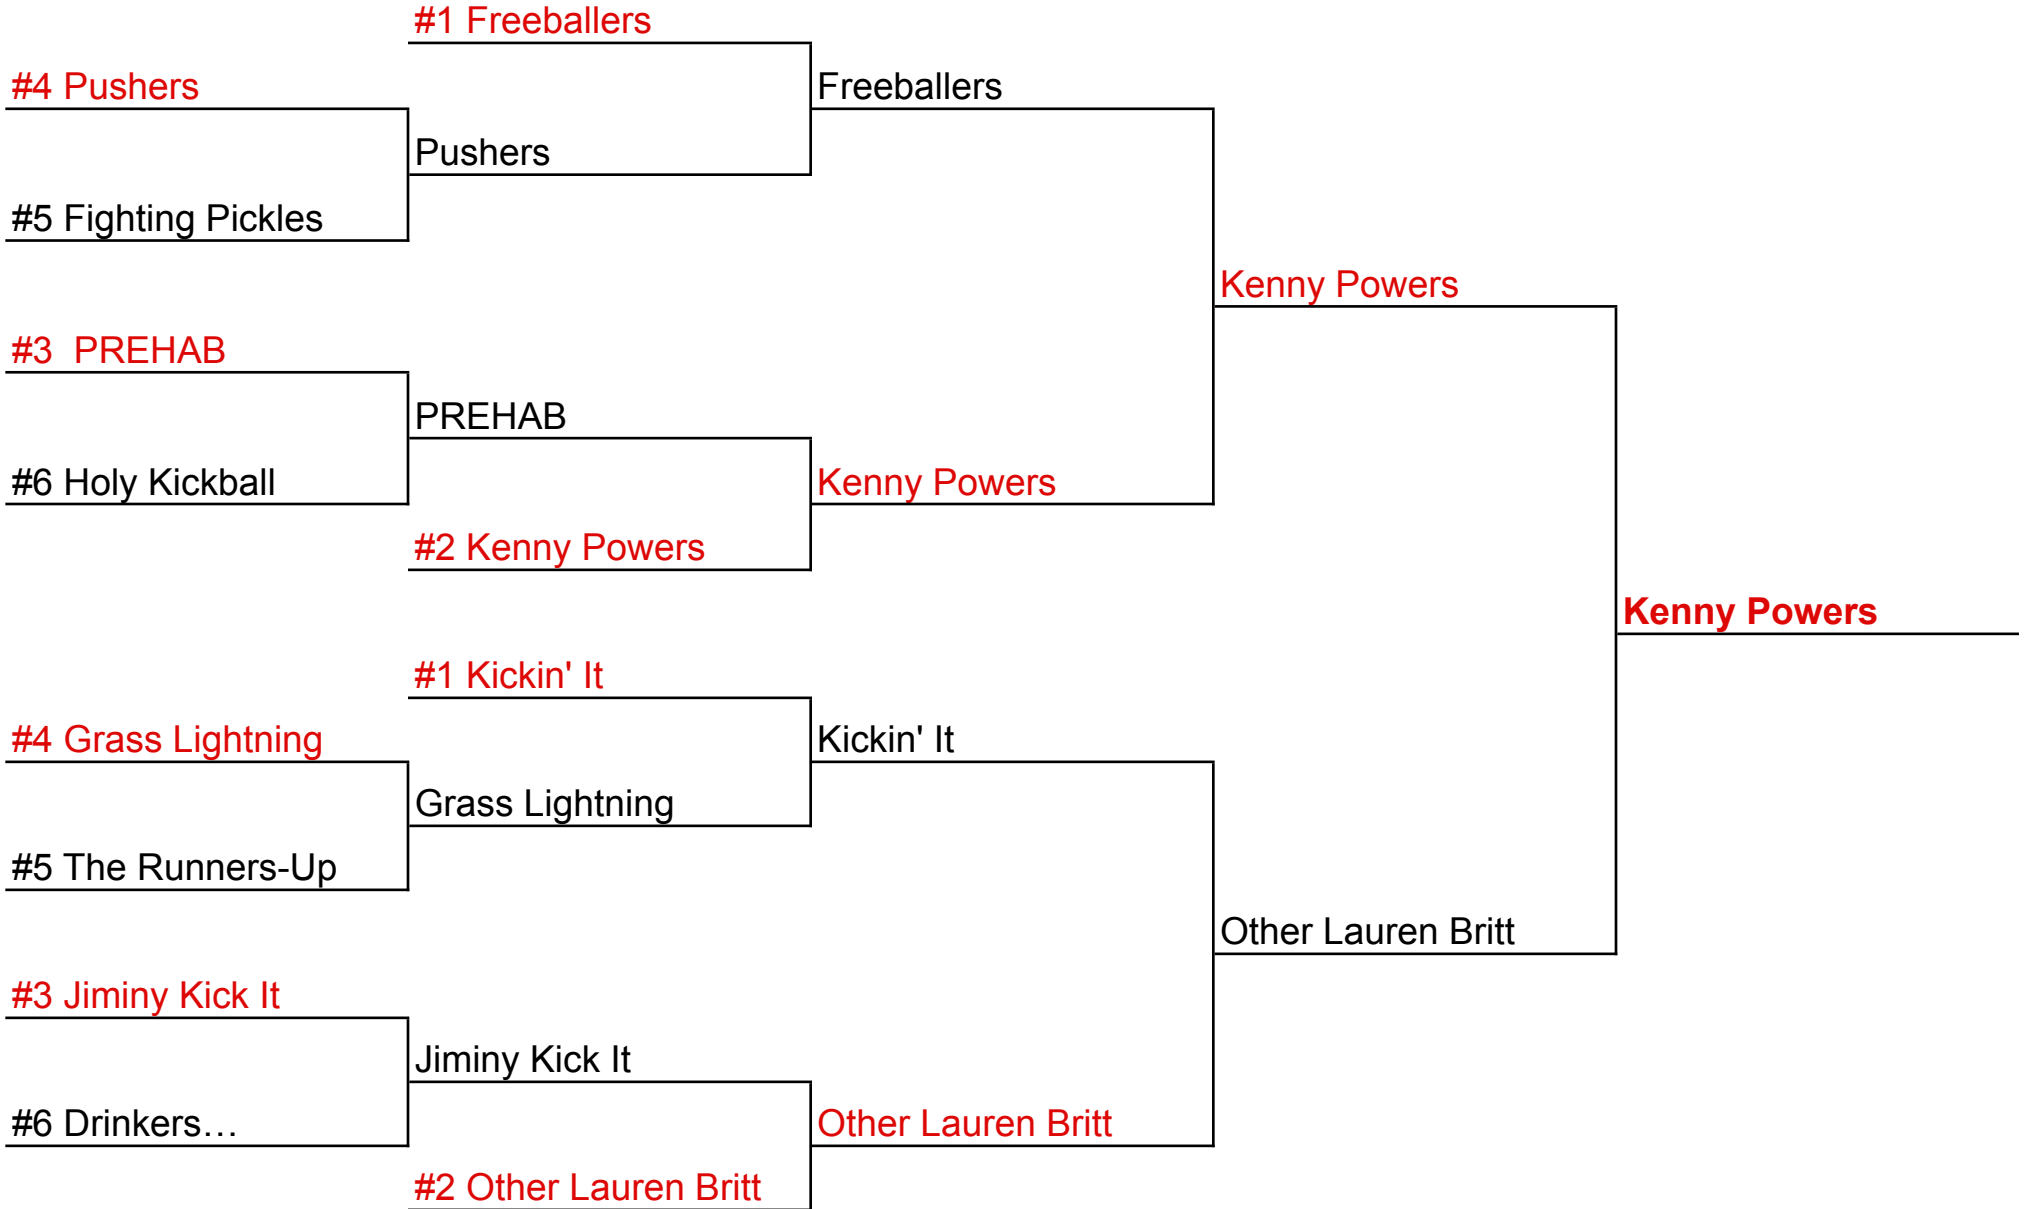 #1 Freeballers
#4 Pushers
Freeballers
Pushers
#5 Fighting Pickles
Kenny Powers
#3  PREHAB
PREHAB
#6 Holy Kickball
Kenny Powers
#2 Kenny Powers
Kenny Powers
#1 Kickin' It
#4 Grass Lightning
Kickin' It
Grass Lightning
#5 The Runners-Up
Other Lauren Britt
#3 Jiminy Kick It
Jiminy Kick It
#6 Drinkers…
Other Lauren Britt
#2 Other Lauren Britt